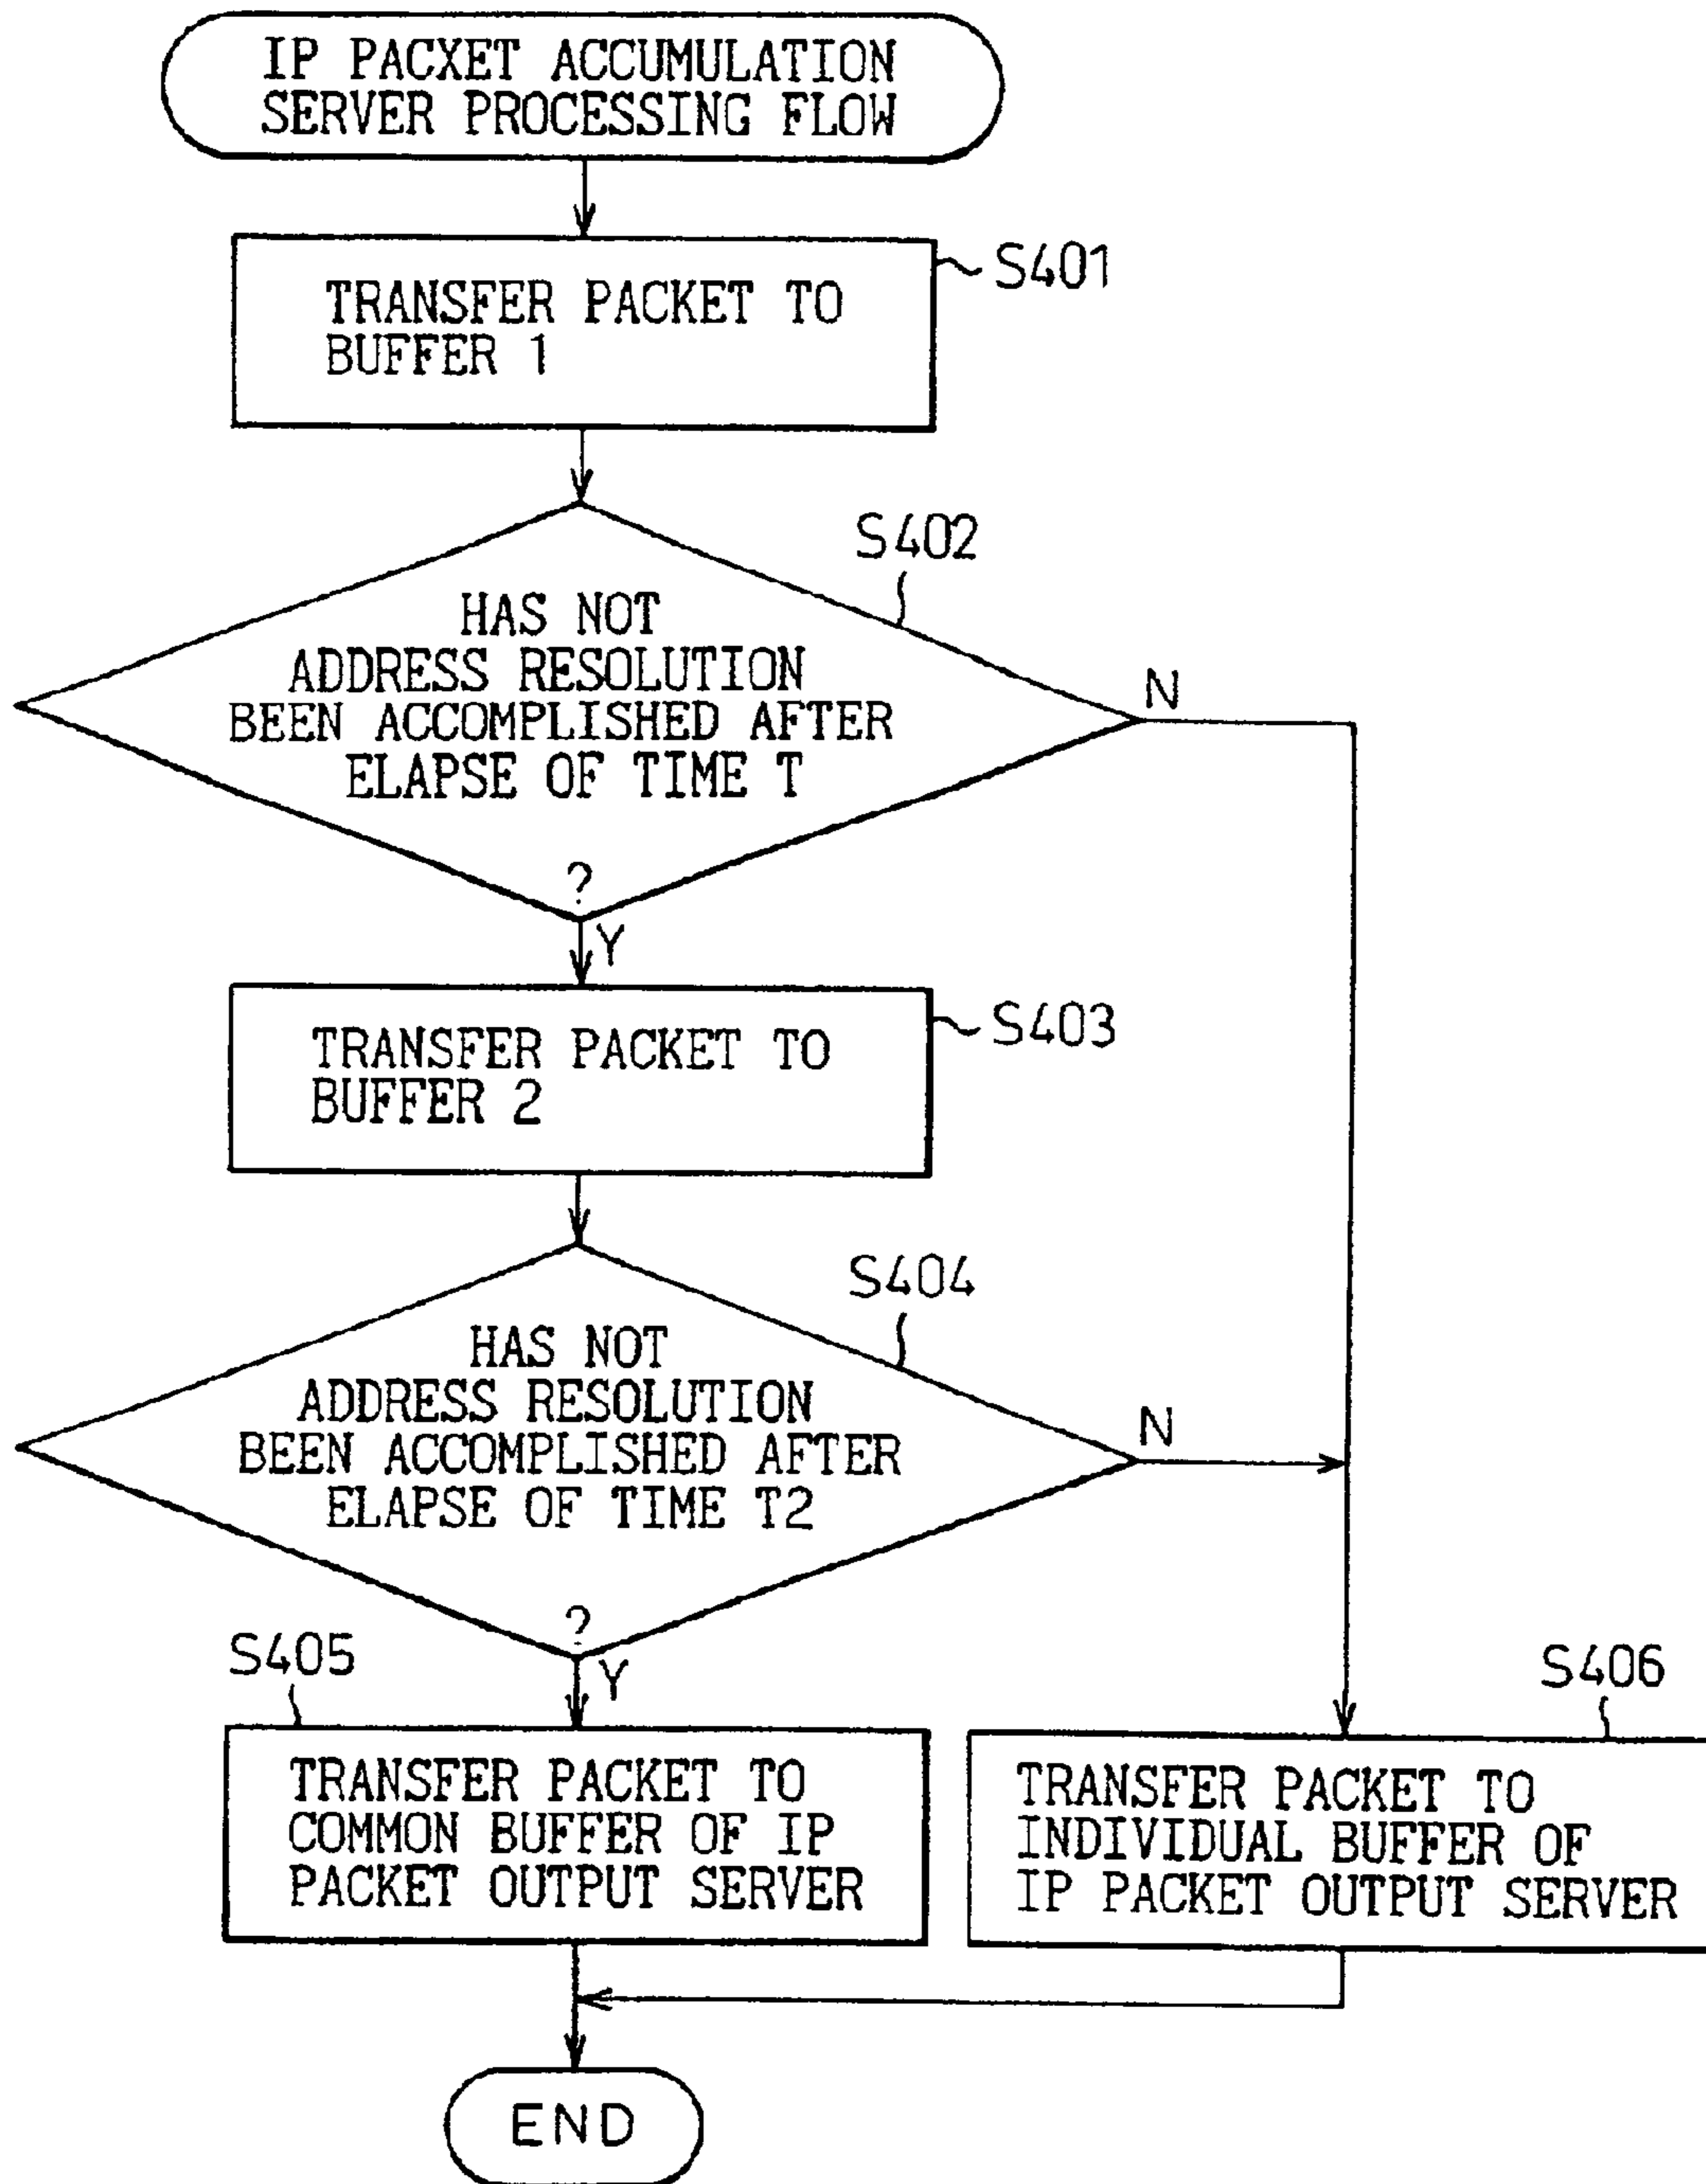 IP PACXET ACCUMULATION
SERVER PROCESSING FLOW
S401
TRANSFER PACKET TO
BUFFER 1
S402
HAS NOT
ADDRESS RESOLUTION
BEEN ACCOMPLISHED AFTER
ELAPSE OF TIME T
?
N
Y
S403
TRANSFER PACKET TO
BUFFER 2
S404
HAS NOT
ADDRESS RESOLUTION
BEEN ACCOMPLISHED AFTER
ELAPSE OF TIME T2
?
N
Y
S405
TRANSFER PACKET TO
COMMON BUFFER OF IP
PACKET OUTPUT SERVER
S406
TRANSFER PACKET TO
INDIVIDUAL BUFFER OF
IP PACKET OUTPUT SERVER
END